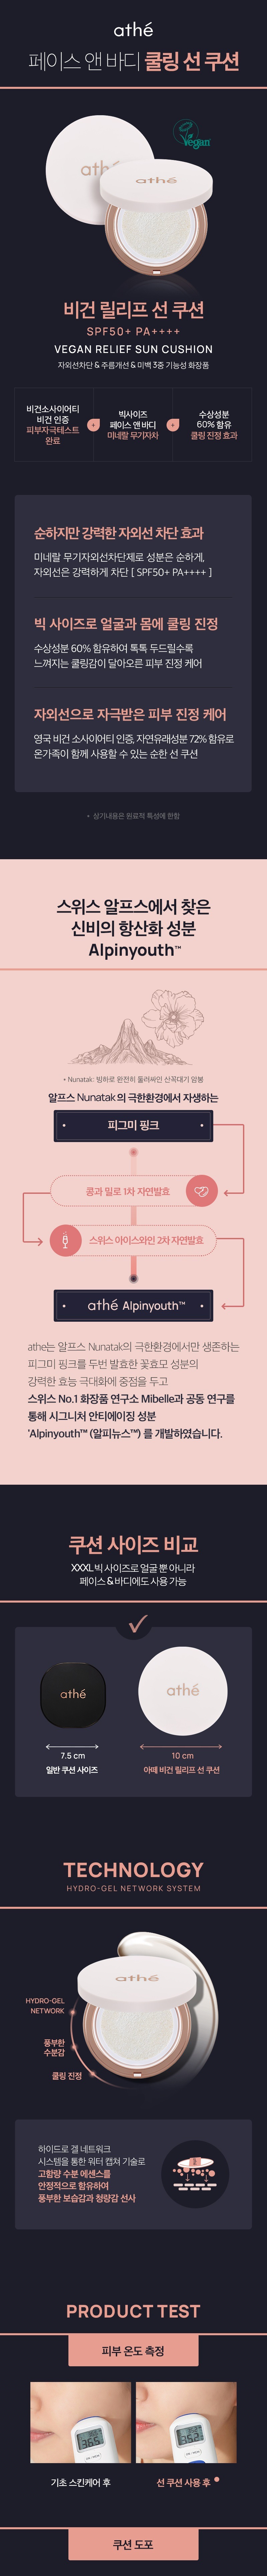 athé
페이스 앤 바디 쿨링 선 쿠션
athé
athé
Vegan
비건 릴리프 선 쿠션
SPF50+ PA++++
VEGAN RELIEF SUN CUSHION
자외선차단 & 주름개선 & 미백 3중 기능성 화장품
비건소사이어티
비건 인증
피부자극테스트
완료
+
빅사이즈
페이스 앤 바디
미네랄 무기자차
+
수상성분
60% 함유
쿨링 진정 효과
순하지만 강력한 자외선 차단 효과
미네랄 무기자외선차단제로 성분은 순하게,
자외선은 강력하게 차단 [ SPF50+ PA++++ ]
빅 사이즈로 얼굴과 몸에 쿨링 진정
수상성분 60% 함유하여 톡톡 두드릴수록
느껴지는 쿨링감이 달아오른 피부 진정 케어
자외선으로 자극받은 피부 진정 케어
영국 비건 소사이어티 인증, 자연유래성분 72% 함유로
온가족이 함께 사용할 수 있는 순한 선 쿠션
* 상기내용은 원료적 특성에 한함
스위스 알프스에서 찾은
신비의 항산화 성분
Alpinyouth™
* Nunatak: 빙하로 완전히 둘러싸인 산꼭대기 암봉
알프스 Nunatak 의 극한환경에서 자생하는
피그미 핑크
콩과 밀로 1차 자연발효
스위스 아이스와인 2차 자연발효
athé Alpinyouth™
athe는 알프스 Nunatak의 극한환경에서만 생존하는
피그미 핑크를 두번 발효한 꽃효모 성분의
강력한 효능 극대화에 중점을 두고
스위스 No.1 화장품 연구소 Mibelle과 공동 연구를
통해 시그니처 안티에이징 성분
'Alpinyouth™ (알피뉴스™) 를 개발하였습니다.
쿠션 사이즈 비교
XXXL 빅 사이즈로 얼굴 뿐 아니라
페이스 & 바디에도 사용 가능
athé
athé
7.5 cm
10 cm
일반 쿠션 사이즈
아떼 비건 릴리프 선 쿠션
TECHNOLOGY
HYDRO-GEL NETWORK SYSTEM
athé
HYDRO-GEL
NETWORK
풍부한
수분감
쿨링 진정
하이드로 겔 네트워크
시스템을 통한 워터 캡쳐 기술로
고함량 수분 에센스를
안정적으로 함유하여
풍부한 보습감과 청량감 선사
PRODUCT TEST
피부 온도 측정
36.5
35.2
기초 스킨케어 후
선 쿠션 사용 후
쿠션 도포